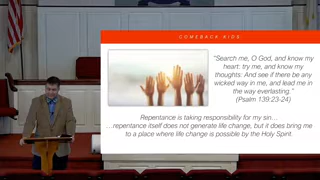 COMEBACK AIDS
"Search me, O God, and know my
heart: try me, and know my
thoughts: And see if there be any
wicked way in me, and lead me in
the way everlasting."
(Psalm 139:23-24)
Repentance is taking responsibility for my sin…
…repentance itself does not generate life change, but it does bring me
to a place where life change is possible by the Holy Spirit.